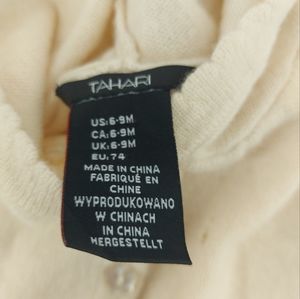 TAHARI
US:6-9M
CA:6-9M
UK:6-9M
EU:74
MADE IN CHINA
FABRIQUÉ EN
CHINE
WYPRODUKOWANO
W CHINACH
IN CHINA
HERGESTELLT